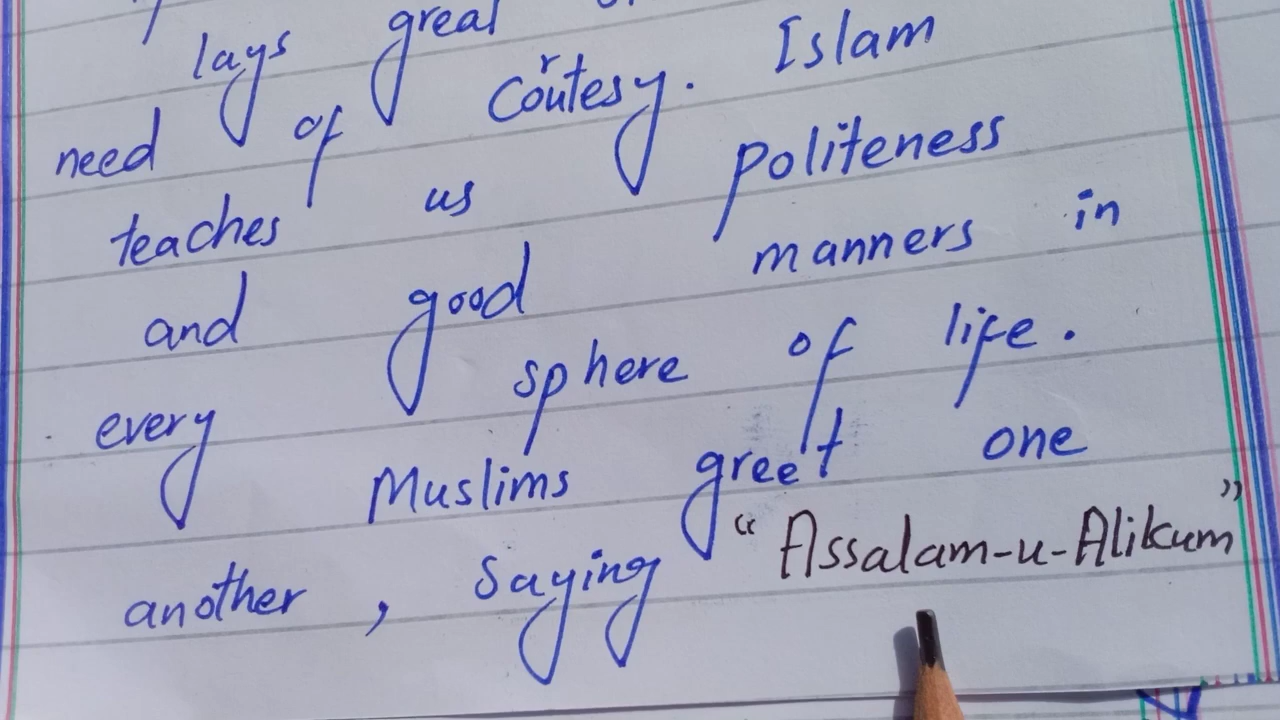 lays great
need of Courtesy. Islam
teaches us politeness
and good manners in
every sphere of life.
Muslims greet one
another, Saying “Assalam-u-Alikum”